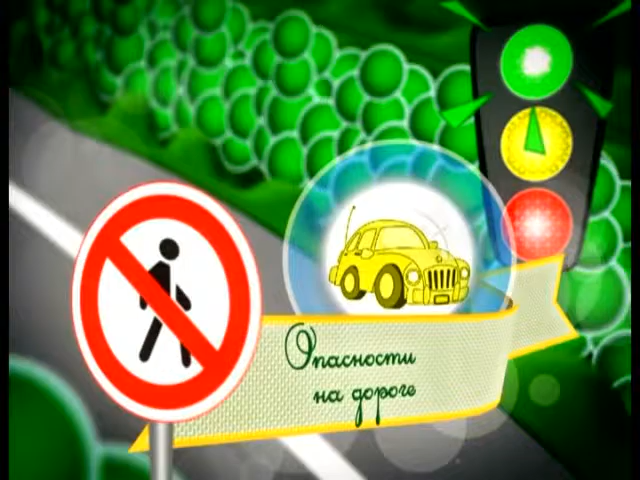 Опасности
на дороге